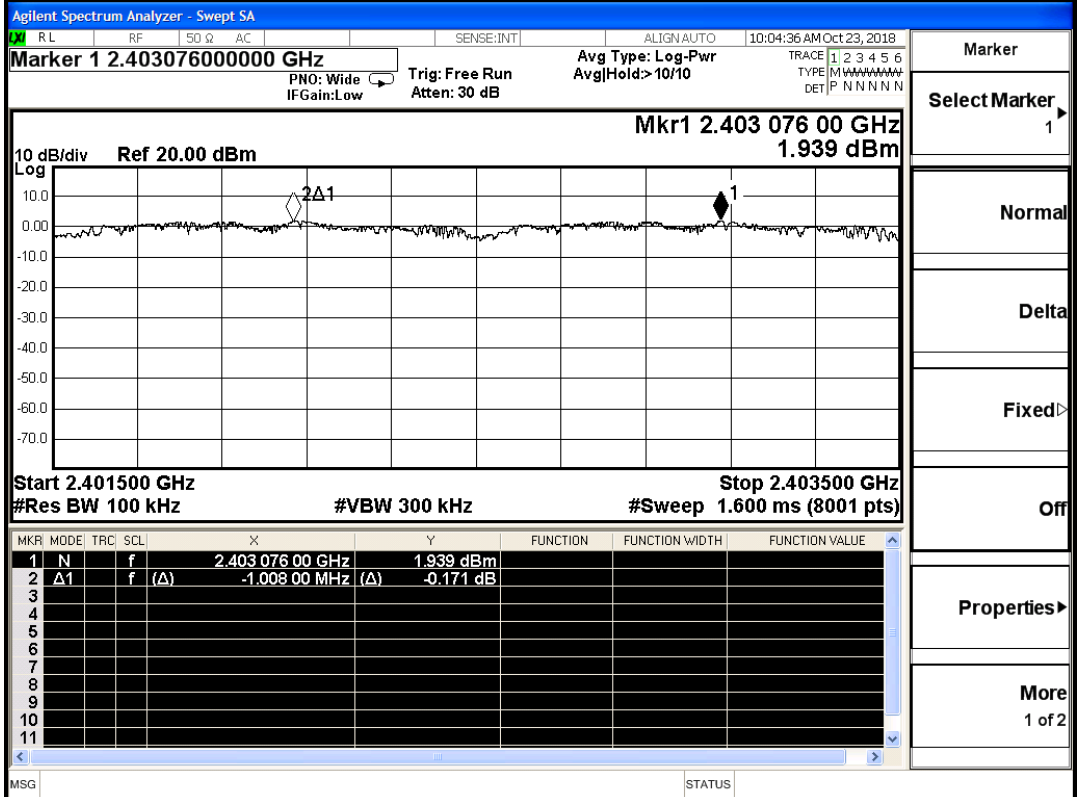 Agilent Spectrum Analyzer - Swept SA
LXI RL RF 50 Ω AC SENSE:INT ALIGN AUTO 10:04:36 AM Oct 23, 2018
Marker 1 2.403076000000 GHz
PNO: Wide
IFGain:Low
Trig: Free Run
Atten: 30 dB
Avg Type: Log-Pwr
Avg|Hold:>10/10
TRACE 1 2 3 4 5 6
TYPE M
DET P N N N N N
Mkr1 2.403 076 00 GHz
1.939 dBm
10 dB/div Ref 20.00 dBm
Log
10.0
0.00
-10.0
-20.0
-30.0
-40.0
-50.0
-60.0
-70.0
2Δ1
1
Start 2.401500 GHz Stop 2.403500 GHz
#Res BW 100 kHz #VBW 300 kHz #Sweep 1.600 ms (8001 pts)
MKR MODE TRC SCL X Y FUNCTION FUNCTION WIDTH FUNCTION VALUE
1 N f 2.403 076 00 GHz 1.939 dBm
2 Δ1 f (Δ) -1.008 00 MHz (Δ) -0.171 dB
3
4
5
6
7
8
9
10
11
MSG STATUS
Marker
Select Marker
1
Normal
Delta
Fixed
Off
Properties
More
1 of 2